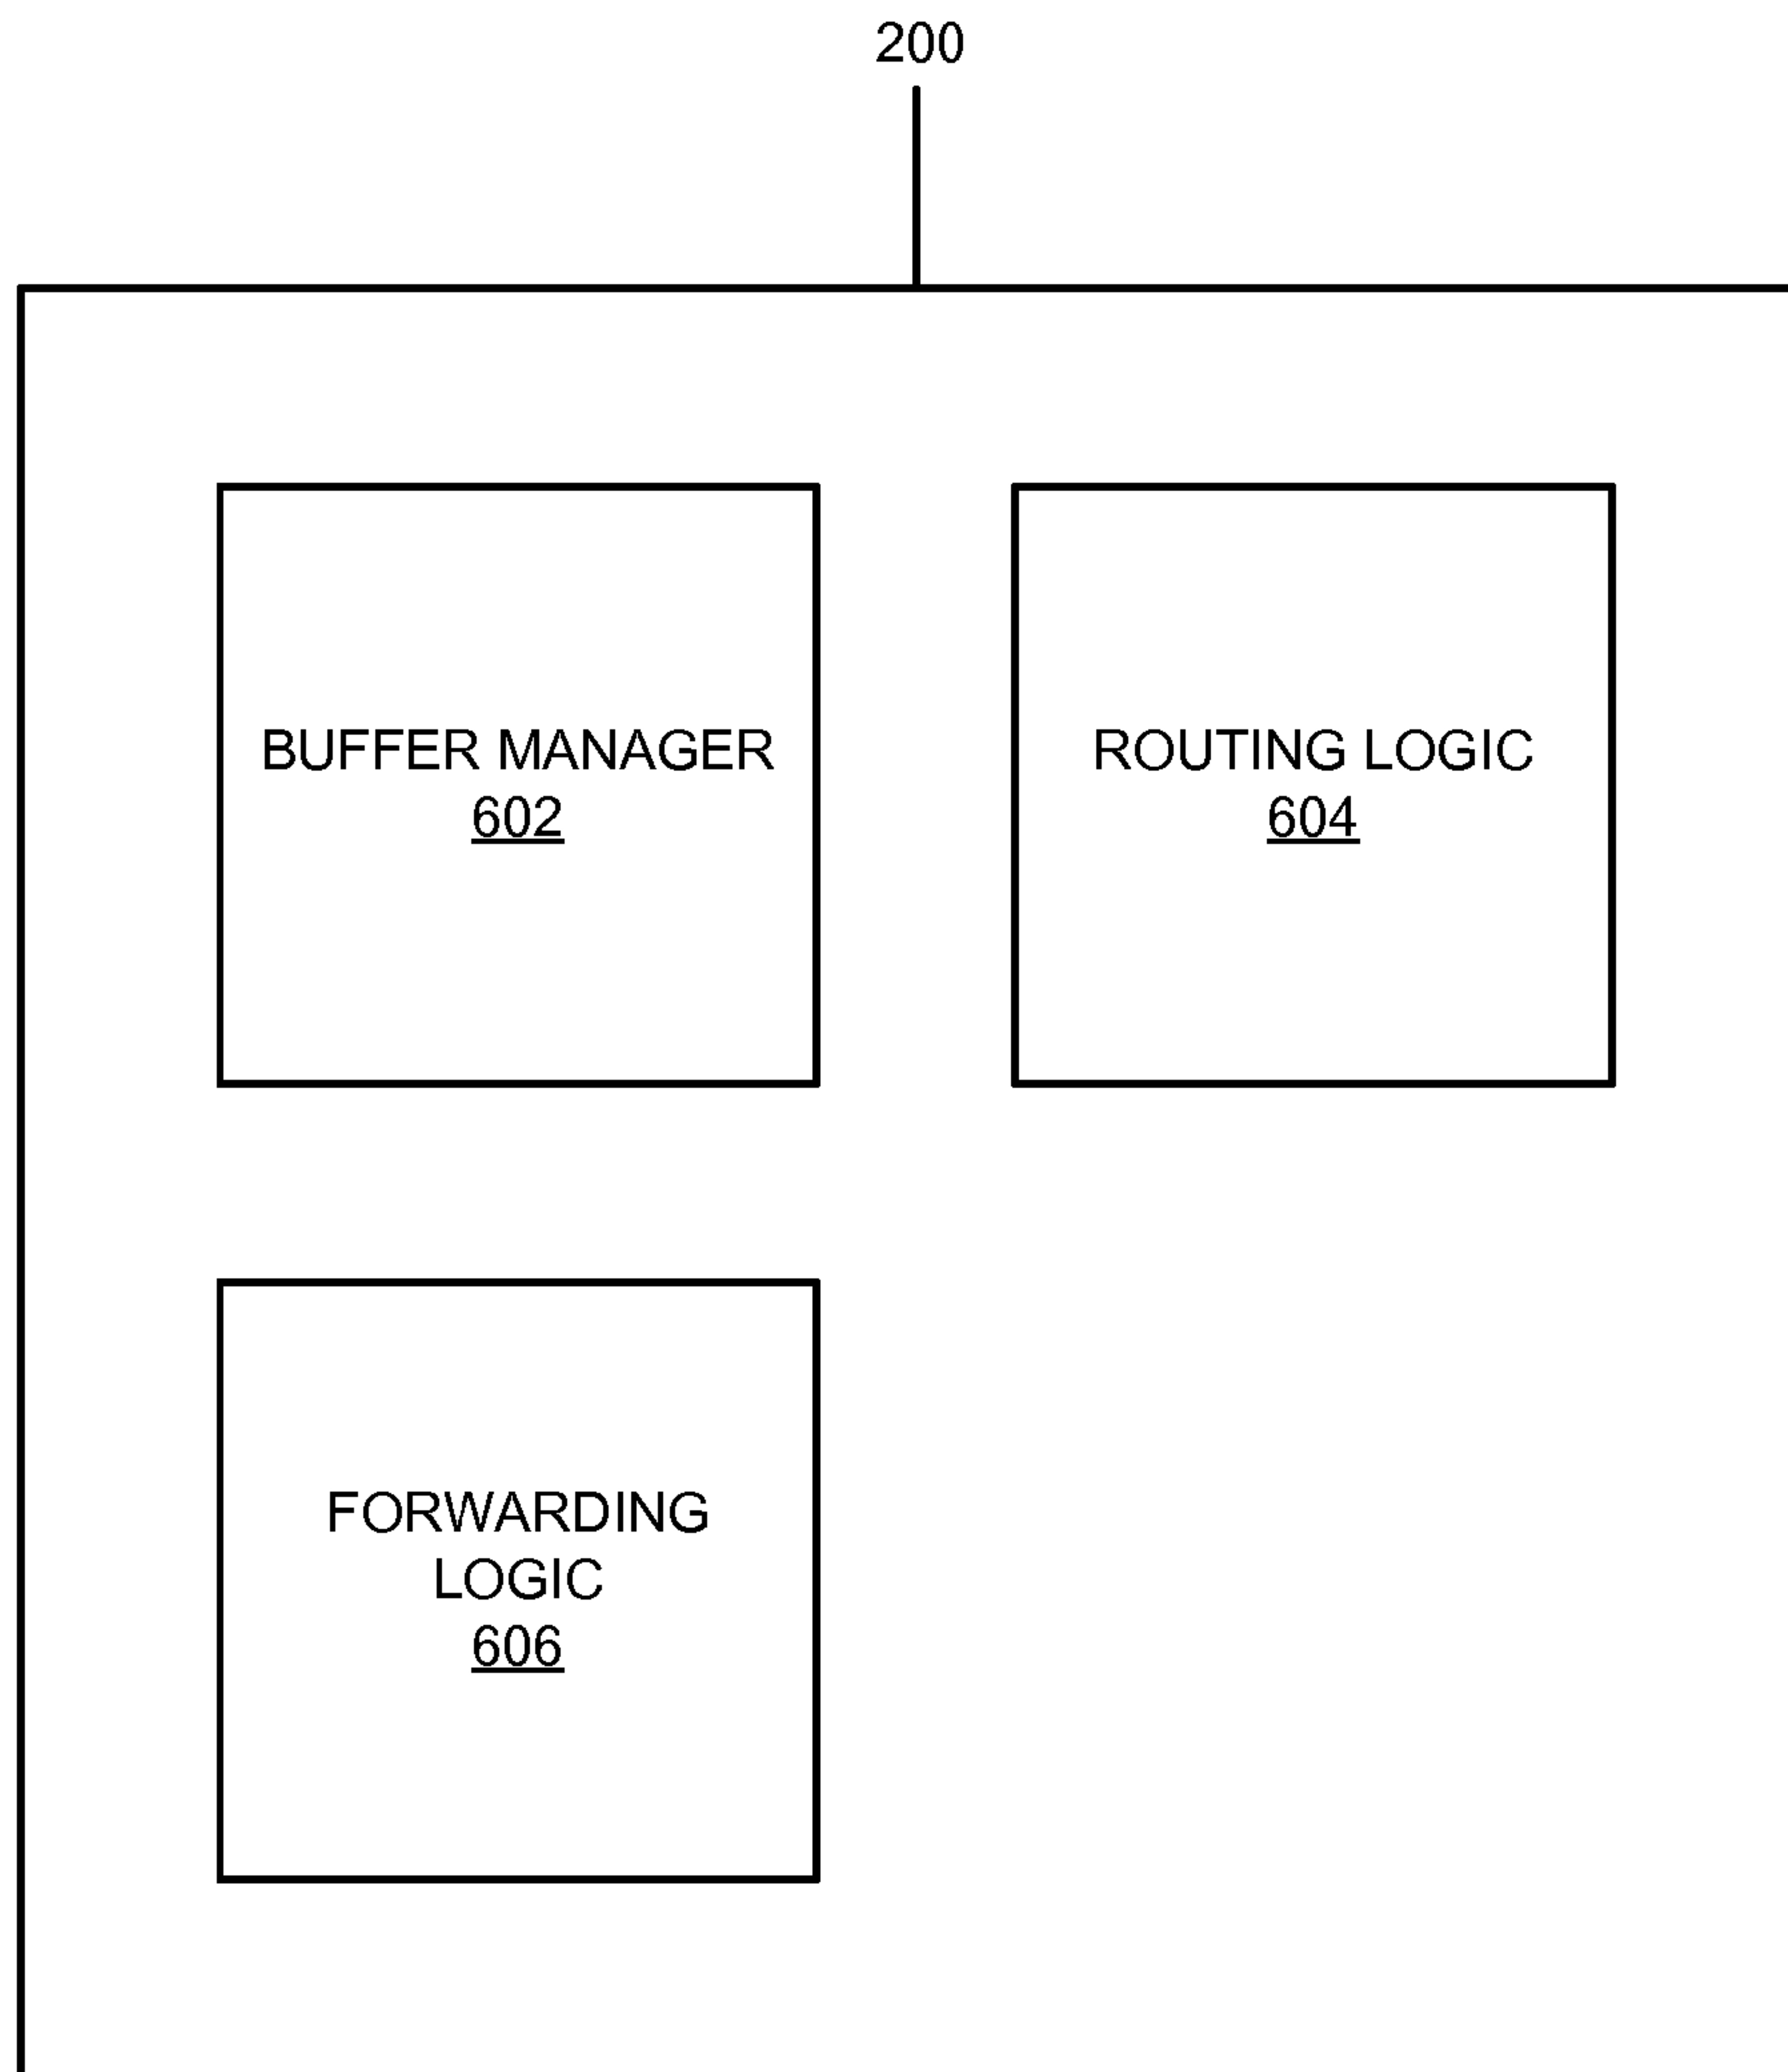 200
BUFFER MANAGER
602
ROUTING LOGIC
604
FORWARDING
LOGIC
606